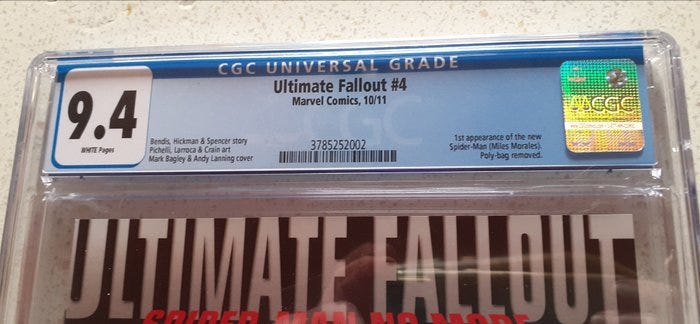 CGC UNIVERSAL GRADE
9.4
WHITE Pages
Ultimate Fallout #4
Marvel Comics, 10/11
Bendis, Hickman & Spencer story
Pichelli, Larroca & Crain art
Mark Bagley & Andy Lanning cover
3785252002
1st appearance of the new
Spider-Man (Miles Morales).
Poly-bag removed.
CGC
ULTIMATE FALLOUT
SPIDER-MAN NO MORE